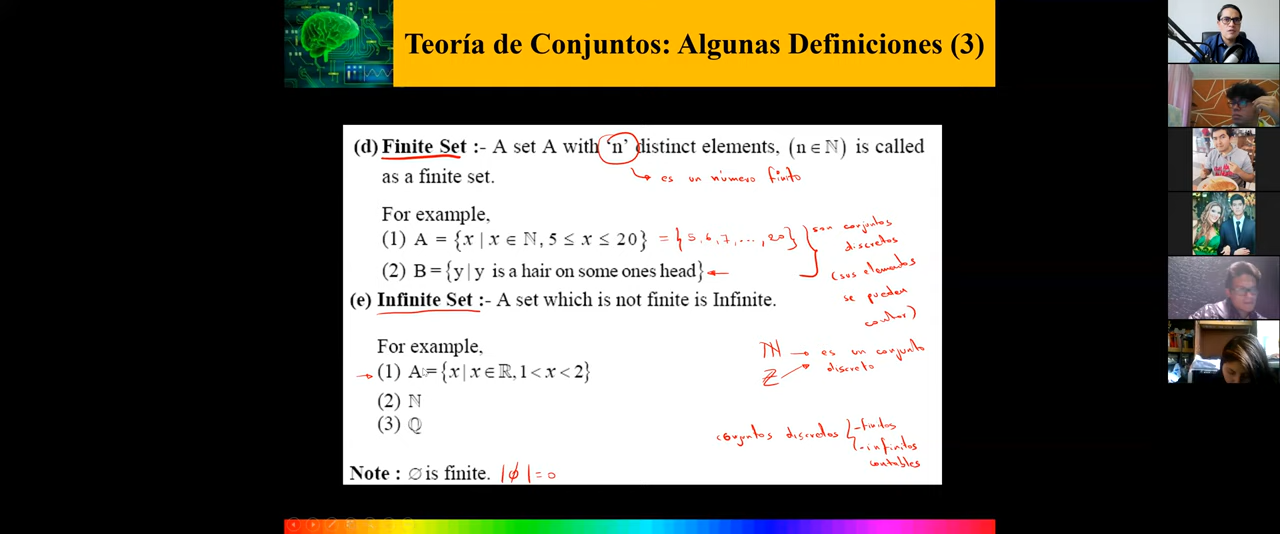 Teoría de Conjuntos: Algunas Definiciones (3)
(d) Finite Set :- A set A with 'n' distinct elements, (n ∈ ℕ) is called
as a finite set.
→ es un número finito
For example,
(1) A = {x | x ∈ ℕ, 5 ≤ x ≤ 20} = {5, 6, 7, ..., 20}
(2) B = {y | y is a hair on some ones head} ←
son conjuntos
discretos
(sus elementos
se pueden
contar)
(e) Infinite Set :- A set which is not finite is Infinite.
For example,
→ (1) A = {x | x ∈ ℝ, 1 < x < 2}
(2) ℕ
(3) ℚ
ℕ → es un conjunto
ℤ → discreto
conjuntos discretos
- finitos
- infinitos
contables
Note : ∅ is finite. |∅| = 0